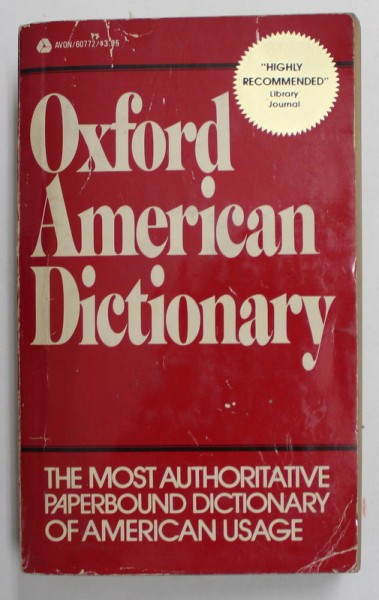 AVON/60772/$3.95
"HIGHLY
RECOMMENDED"
Library
Journal
Oxford
American
Dictionary
THE MOST AUTHORITATIVE
PAPERBOUND DICTIONARY
OF AMERICAN USAGE